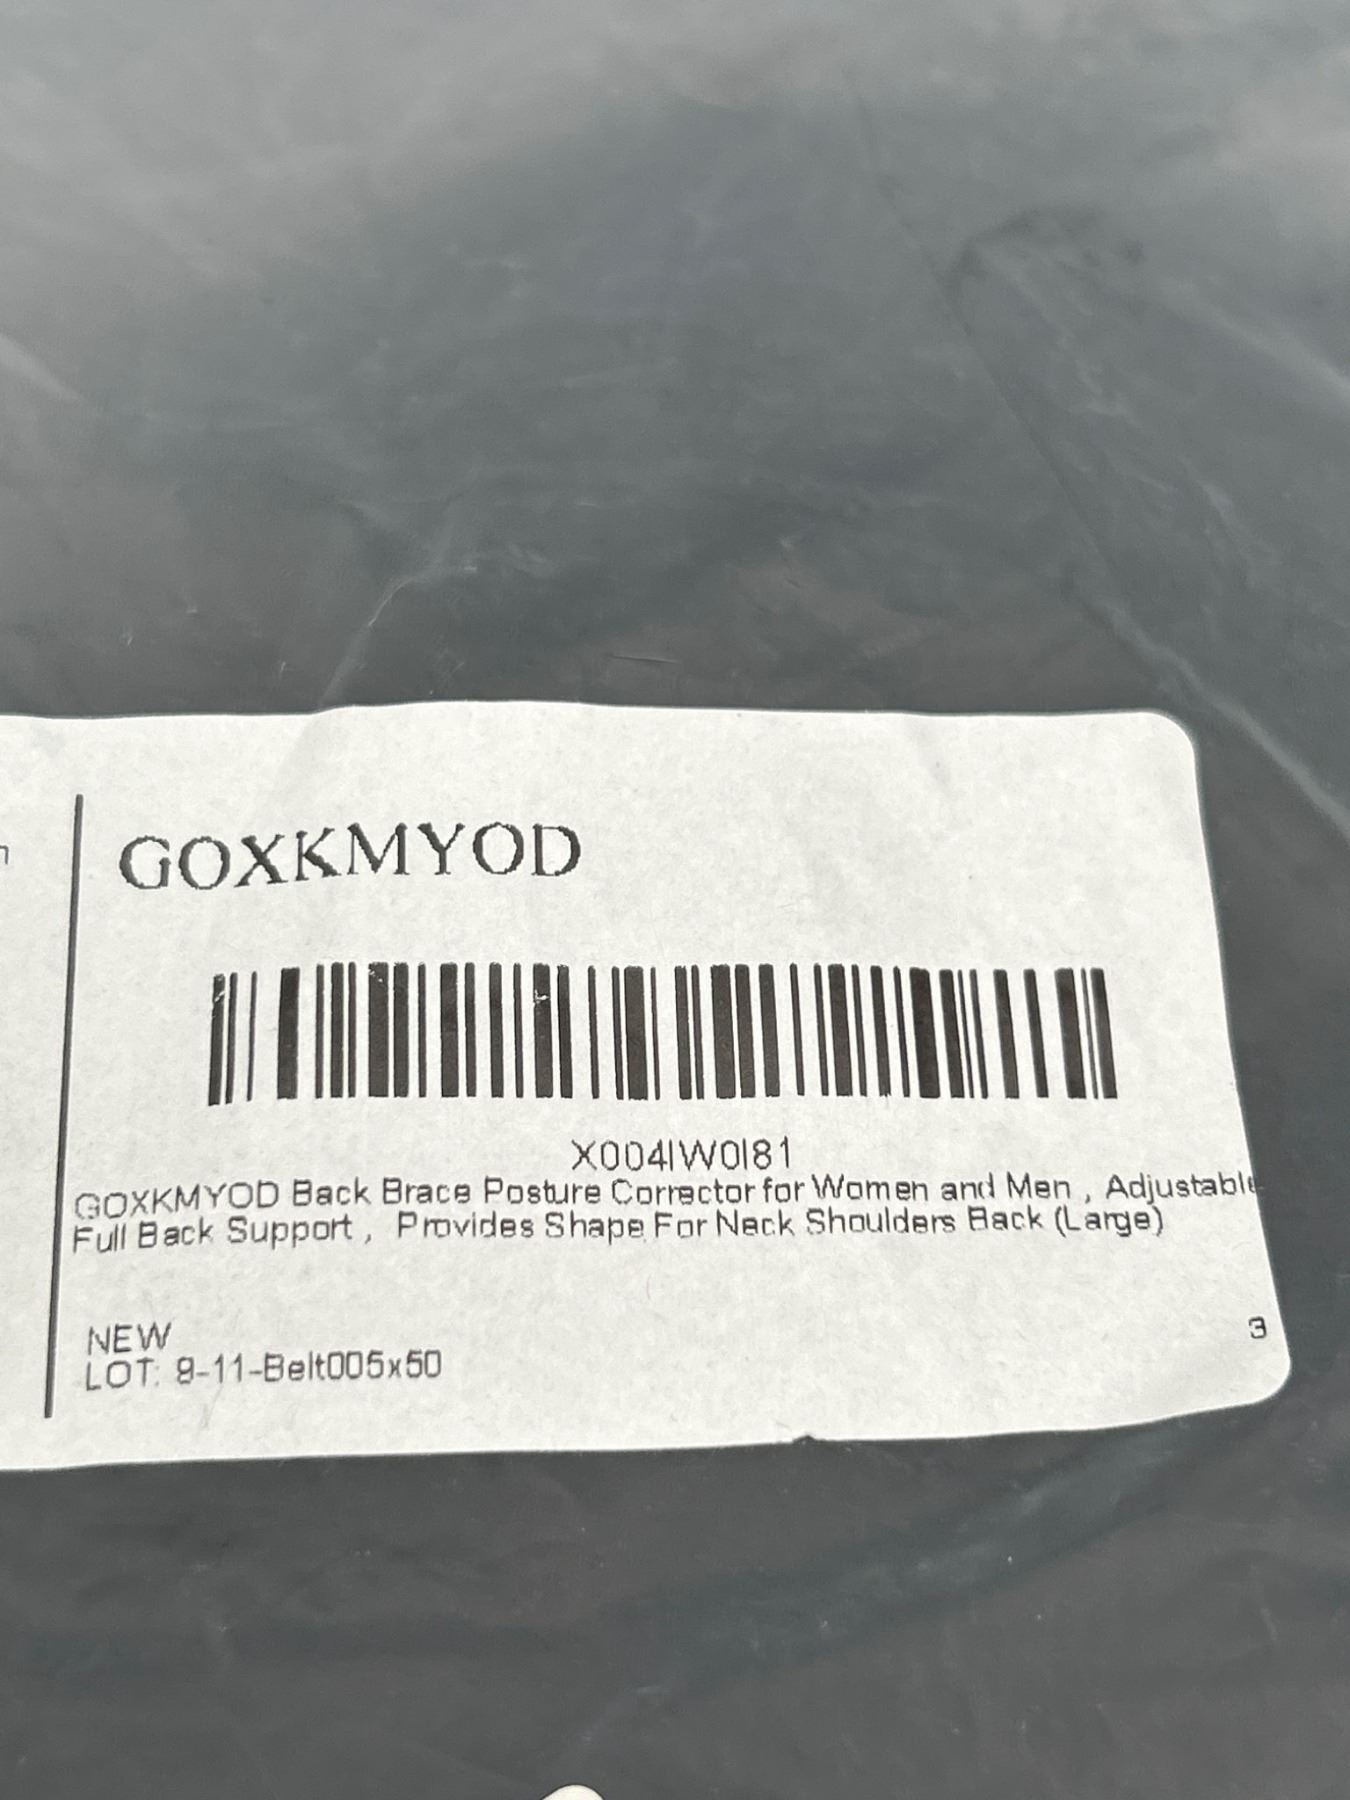 GOXKMYOD
X004IW0I81
GOXKMYOD Back Brace Posture Corrector for Women and Men , Adjustable
Full Back Support , Provides Shape For Neck Shoulders Back (Large)
NEW
3
LOT: 9-11-Belt005x50